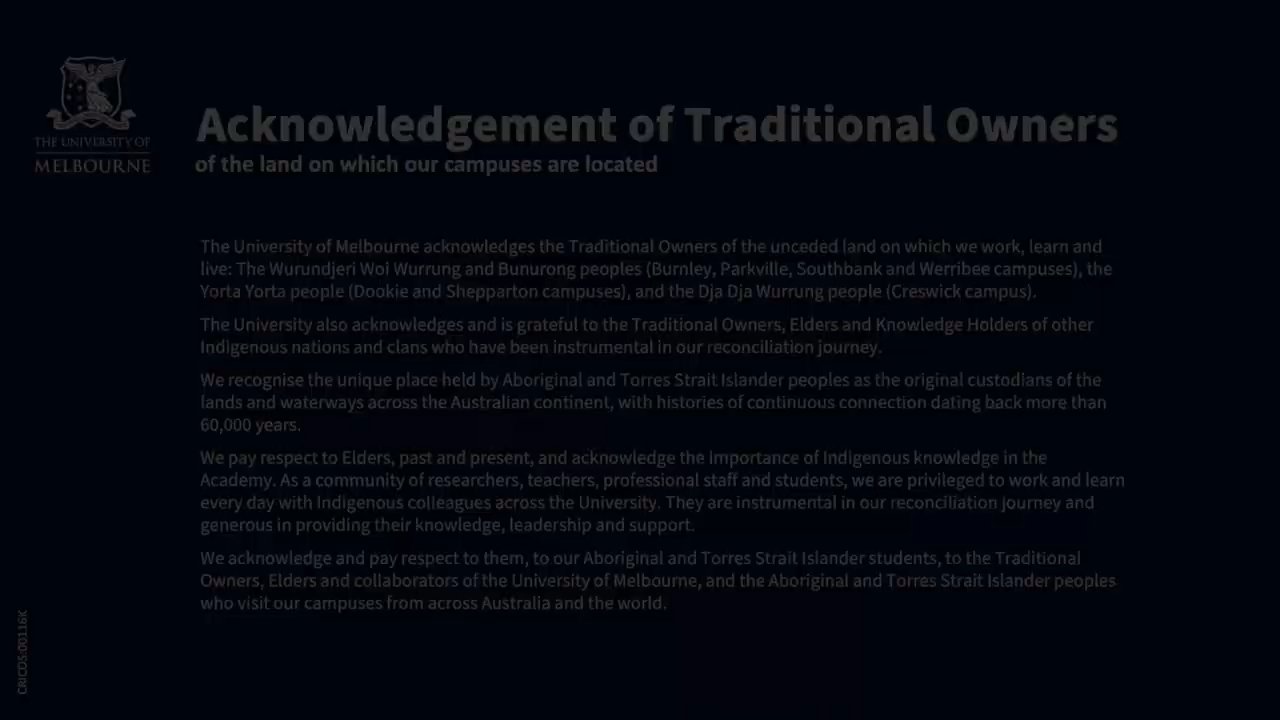 THE UNIVERSITY OF
MELBOURNE
Acknowledgement of Traditional Owners
of the land on which our campuses are located
The University of Melbourne acknowledges the Traditional Owners of the unceded land on which we work, learn and
live: The Wurundjeri Woi Wurrung and Bunurong peoples (Burnley, Parkville, Southbank and Werribee campuses), the
Yorta Yorta people (Dookie and Shepparton campuses), and the Dja Dja Wurrung people (Creswick campus).
The University also acknowledges and is grateful to the Traditional Owners, Elders and Knowledge Holders of other
Indigenous nations and clans who have been instrumental in our reconciliation journey.
We recognise the unique place held by Aboriginal and Torres Strait Islander peoples as the original custodians of the
lands and waterways across the Australian continent, with histories of continuous connection dating back more than
60,000 years.
We pay respect to Elders, past and present, and acknowledge the importance of Indigenous knowledge in the
Academy. As a community of researchers, teachers, professional staff and students, we are privileged to work and learn
every day with Indigenous colleagues across the University. They are instrumental in our reconciliation journey and
generous in providing their knowledge, leadership and support.
We acknowledge and pay respect to them, to our Aboriginal and Torres Strait Islander students, to the Traditional
Owners, Elders and collaborators of the University of Melbourne, and the Aboriginal and Torres Strait Islander peoples
who visit our campuses from across Australia and the world.
CRICOS:00116K